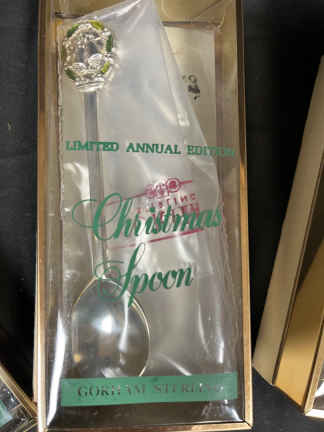 LIMITED ANNUAL EDITION
Christmas
Spoon
GORHAM STERLING